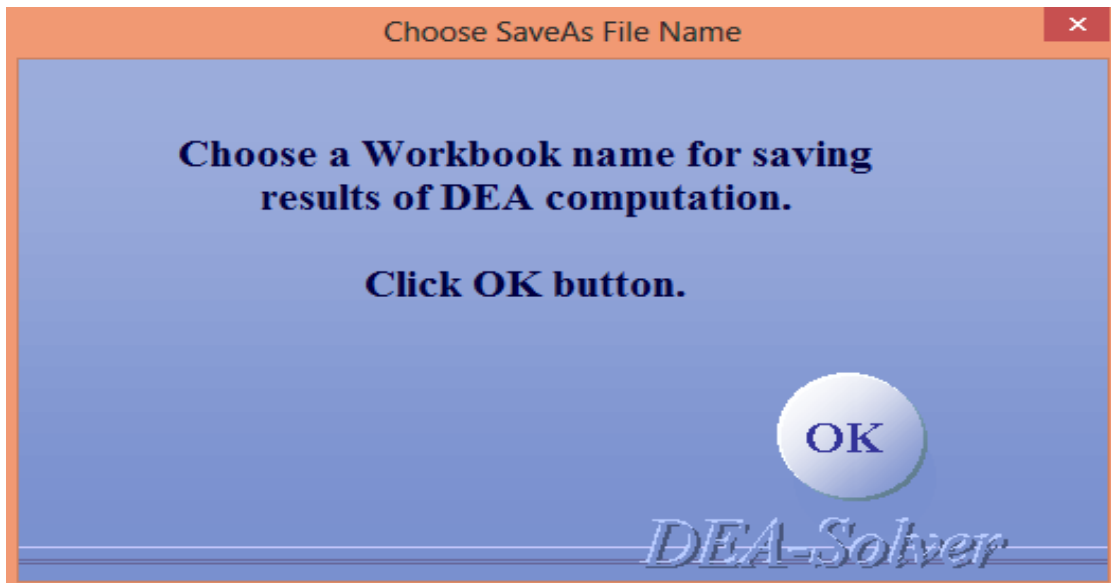 Choose SaveAs File Name
Choose a Workbook name for saving
results of DEA computation.
Click OK button.
OK
DEA-Solver